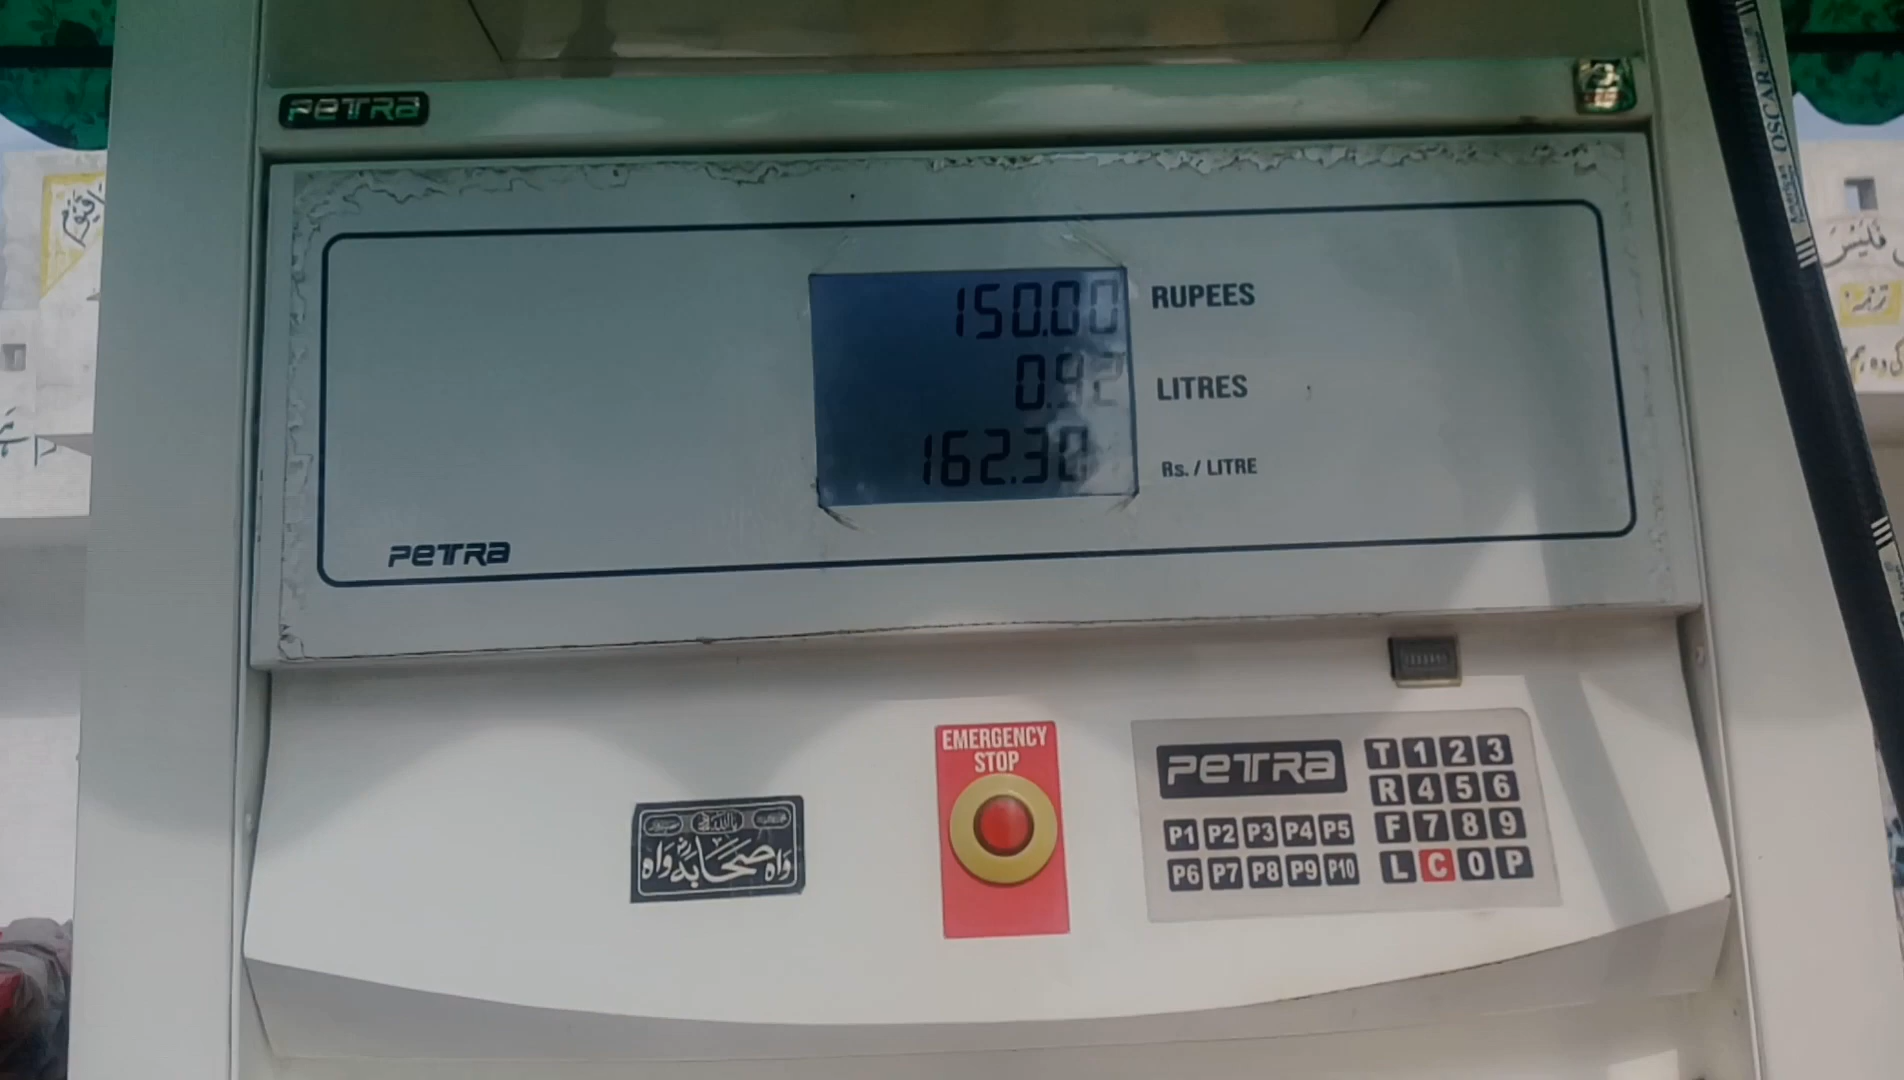 PETRA
150.00 RUPEES
0.92 LITRES
162.30 Rs. / LITRE
PETRA
EMERGENCY
STOP
PETRA
T 1 2 3
R 4 5 6
F 7 8 9
L C 0 P
P1 P2 P3 P4 P5
P6 P7 P8 P9 P10
واہ صحابہؓ واہ
American OSCAR